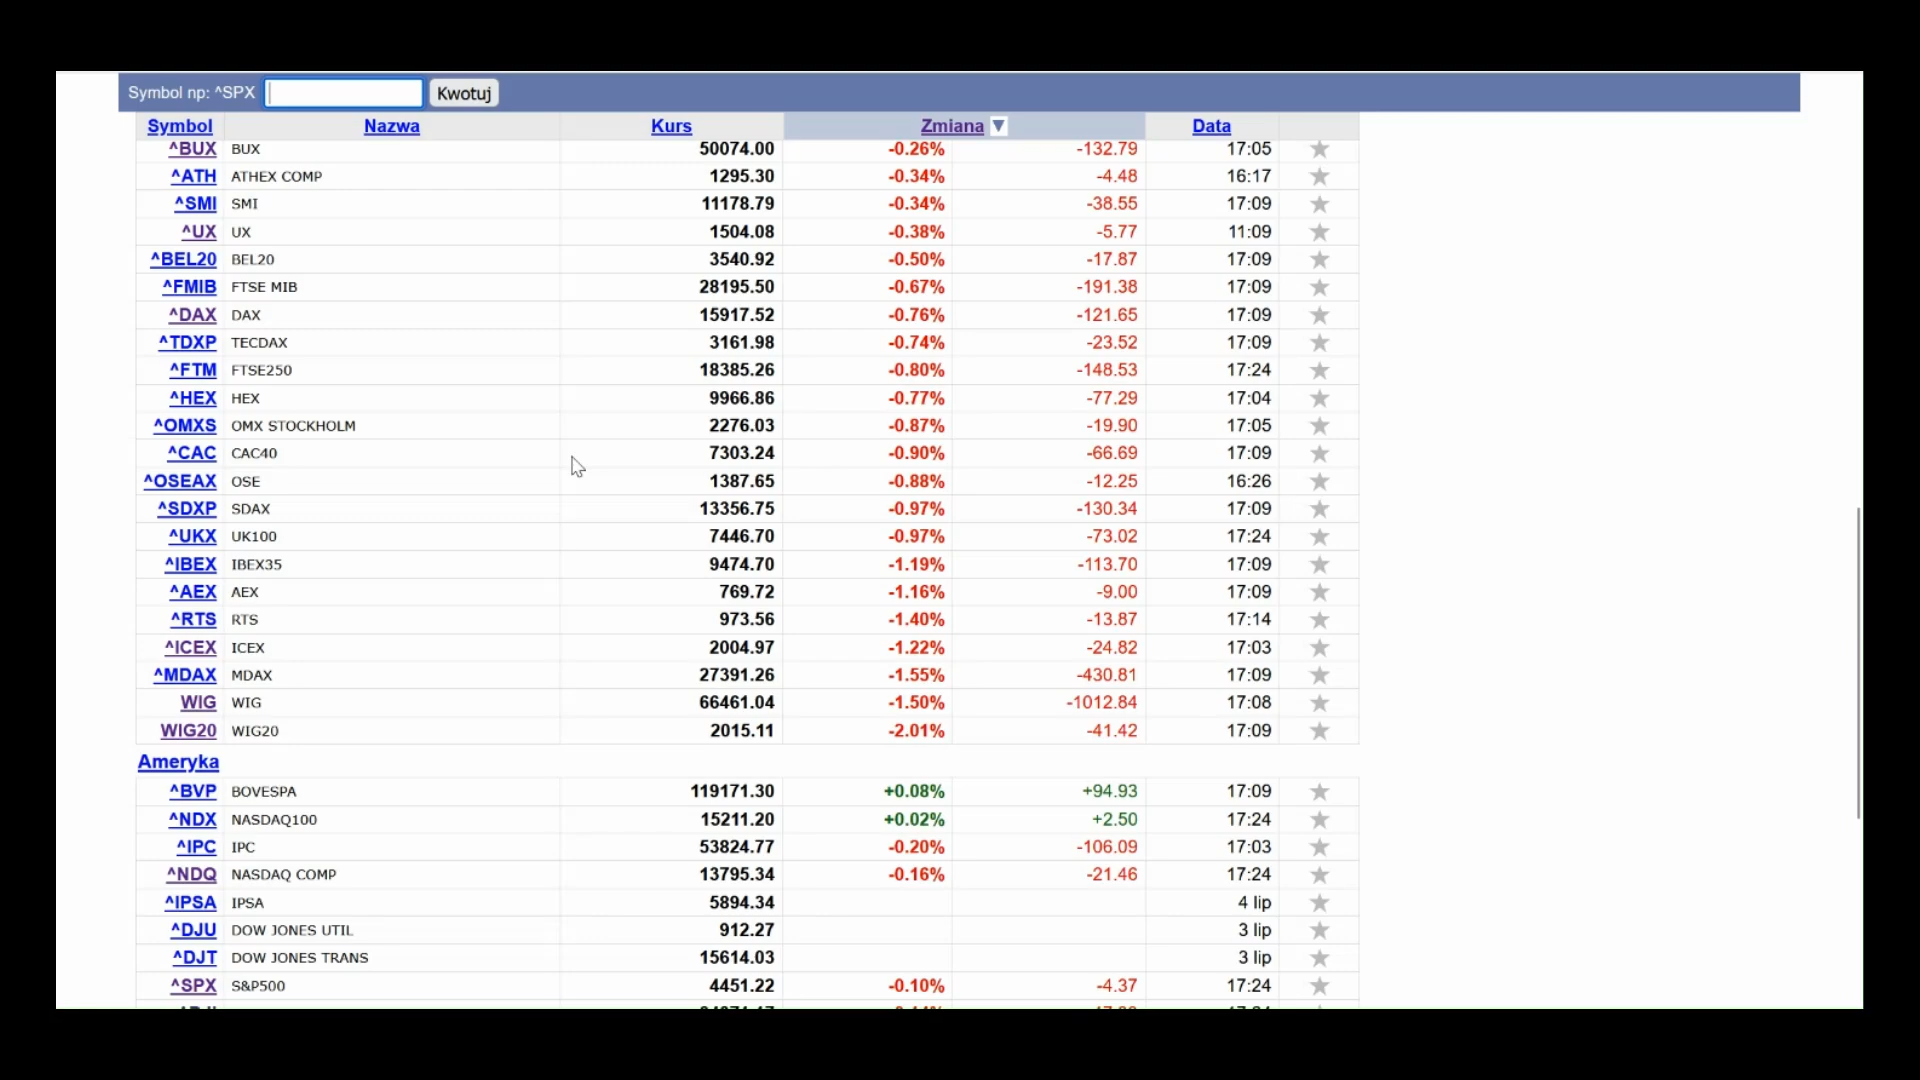 Symbol np: ^SPX Kwotuj
Symbol Nazwa Kurs Zmiana ▼ Data
^BUX BUX 50074.00 -0.26% -132.79 17:05
^ATH ATHEX COMP 1295.30 -0.34% -4.48 16:17
^SMI SMI 11178.79 -0.34% -38.55 17:09
^UX UX 1504.08 -0.38% -5.77 11:09
^BEL20 BEL20 3540.92 -0.50% -17.87 17:09
^FMIB FTSE MIB 28195.50 -0.67% -191.38 17:09
^DAX DAX 15917.52 -0.76% -121.65 17:09
^TDXP TECDAX 3161.98 -0.74% -23.52 17:09
^FTM FTSE250 18385.26 -0.80% -148.53 17:24
^HEX HEX 9966.86 -0.77% -77.29 17:04
^OMXS OMX STOCKHOLM 2276.03 -0.87% -19.90 17:05
^CAC CAC40 7303.24 -0.90% -66.69 17:09
^OSEAX OSE 1387.65 -0.88% -12.25 16:26
^SDXP SDAX 13356.75 -0.97% -130.34 17:09
^UKX UK100 7446.70 -0.97% -73.02 17:24
^IBEX IBEX35 9474.70 -1.19% -113.70 17:09
^AEX AEX 769.72 -1.16% -9.00 17:09
^RTS RTS 973.56 -1.40% -13.87 17:14
^ICEX ICEX 2004.97 -1.22% -24.82 17:03
^MDAX MDAX 27391.26 -1.55% -430.81 17:09
WIG WIG 66461.04 -1.50% -1012.84 17:08
WIG20 WIG20 2015.11 -2.01% -41.42 17:09
Ameryka
^BVP BOVESPA 119171.30 +0.08% +94.93 17:09
^NDX NASDAQ100 15211.20 +0.02% +2.50 17:24
^IPC IPC 53824.77 -0.20% -106.09 17:03
^NDQ NASDAQ COMP 13795.34 -0.16% -21.46 17:24
^IPSA IPSA 5894.34 4 lip
^DJU DOW JONES UTIL 912.27 3 lip
^DJT DOW JONES TRANS 15614.03 3 lip
^SPX S&P500 4451.22 -0.10% -4.37 17:24